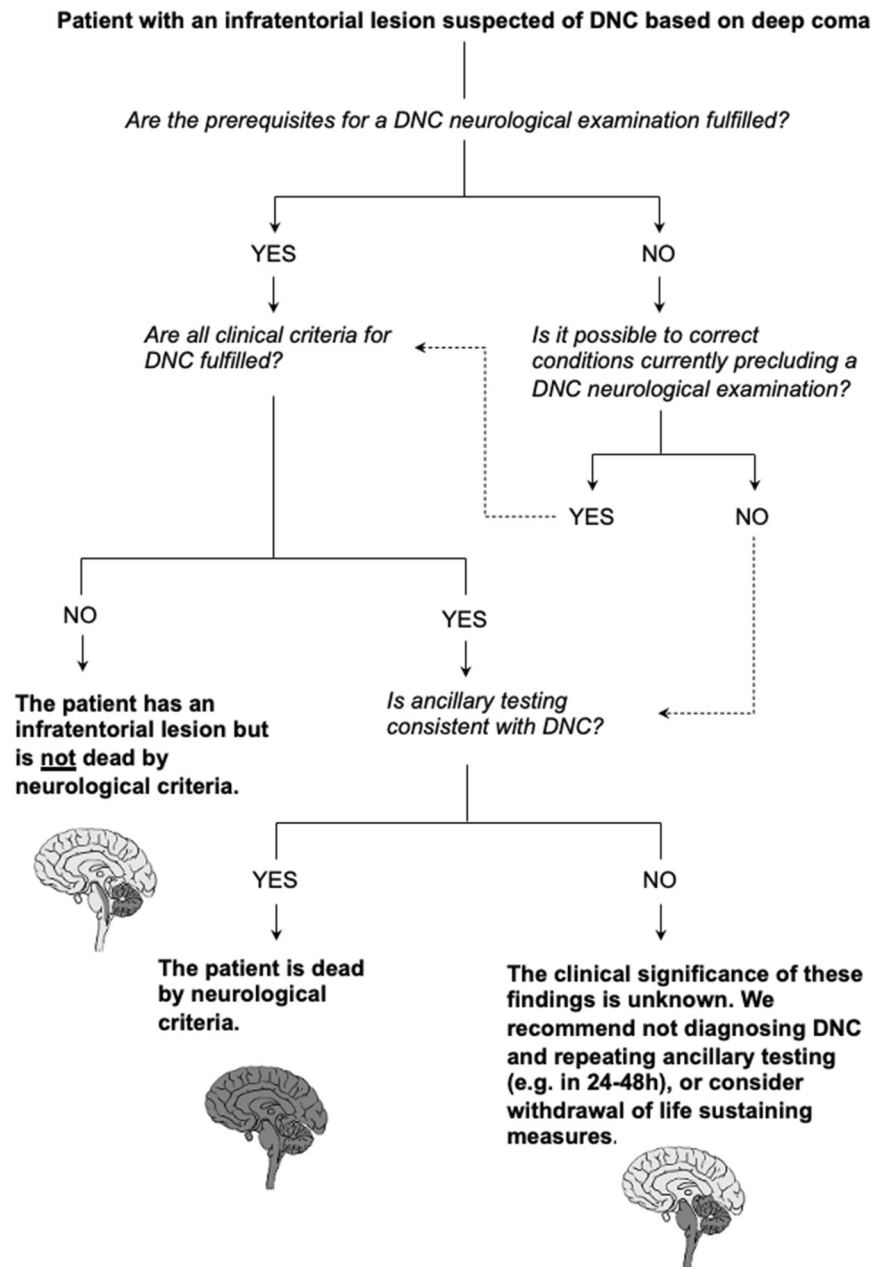 Patient with an infratentorial lesion suspected of DNC based on deep coma
Are the prerequisites for a DNC neurological examination fulfilled?
YES
NO
Are all clinical criteria for
DNC fulfilled?
Is it possible to correct
conditions currently precluding a
DNC neurological examination?
YES
NO
NO
YES
The patient has an
infratentorial lesion but
is not dead by
neurological criteria.
Is ancillary testing
consistent with DNC?
YES
NO
The patient is dead
by neurological
criteria.
The clinical significance of these
findings is unknown. We
recommend not diagnosing DNC
and repeating ancillary testing
(e.g. in 24-48h), or consider
withdrawal of life sustaining
measures.